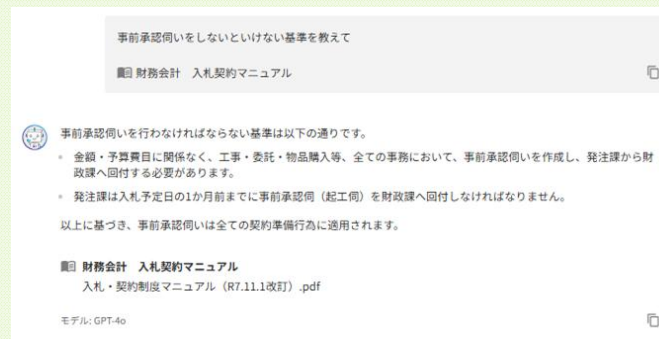 事前承認伺いをしないといけない基準を教えて
財務会計　入札契約マニュアル
事前承認伺いを行わなければならない基準は以下の通りです。
金額・予算費目に関係なく、工事・委託・物品購入等、全ての事務において、事前承認伺いを作成し、発注課から財
政課へ回付する必要があります。
発注課は入札予定日の1か月前までに事前承認伺（起工伺）を財政課へ回付しなければなりません。
以上に基づき、事前承認伺いは全ての契約準備行為に適用されます。
財務会計　入札契約マニュアル
入札・契約制度マニュアル（R7.11.1改訂）.pdf
モデル: GPT-4o